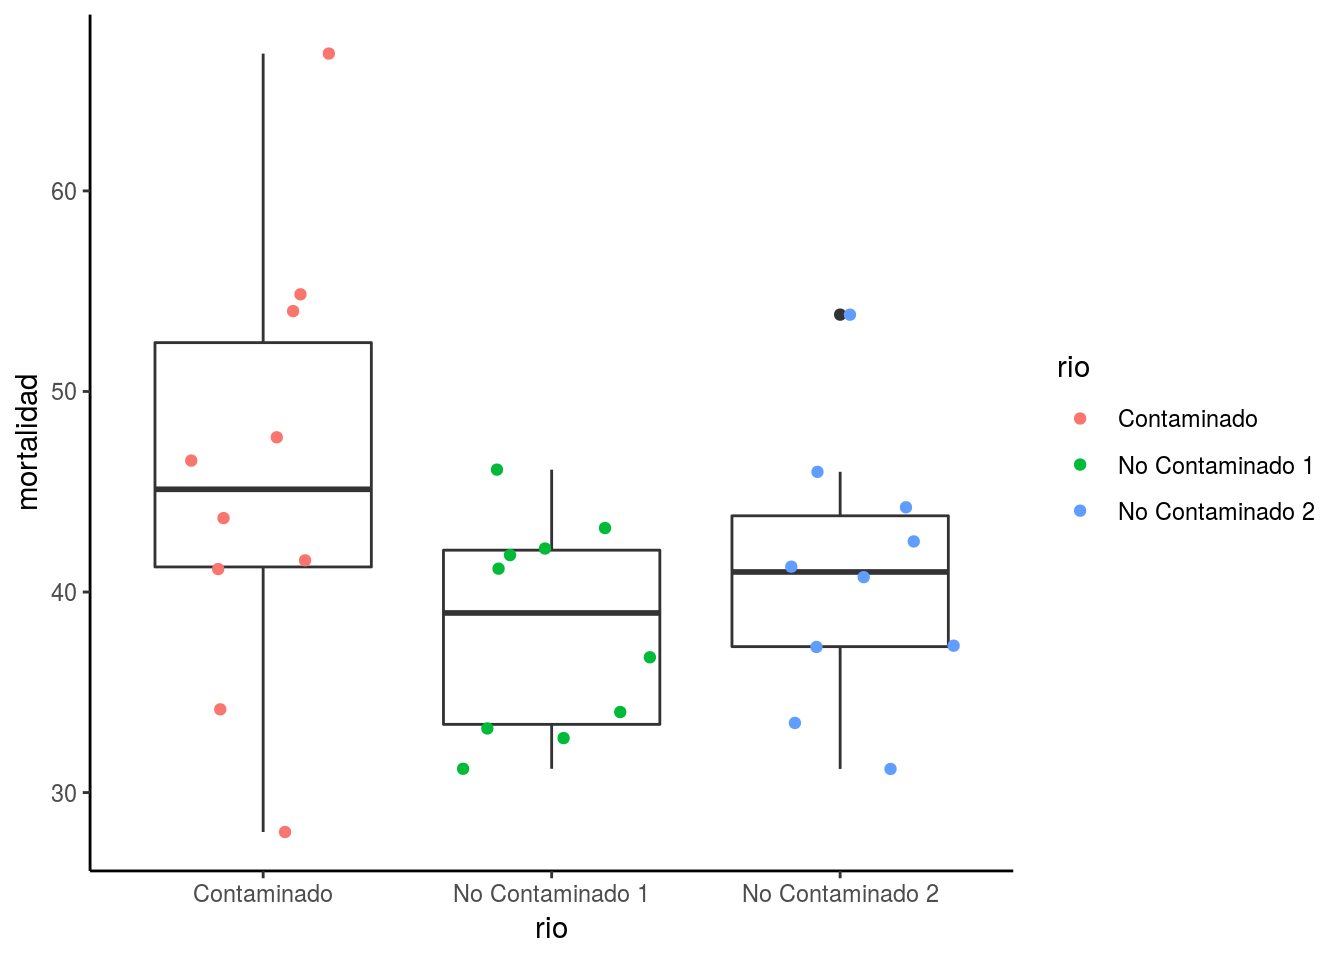 mortalidad
60
50
40
30
Contaminado
No Contaminado 1
No Contaminado 2
rio
rio
Contaminado
No Contaminado 1
No Contaminado 2